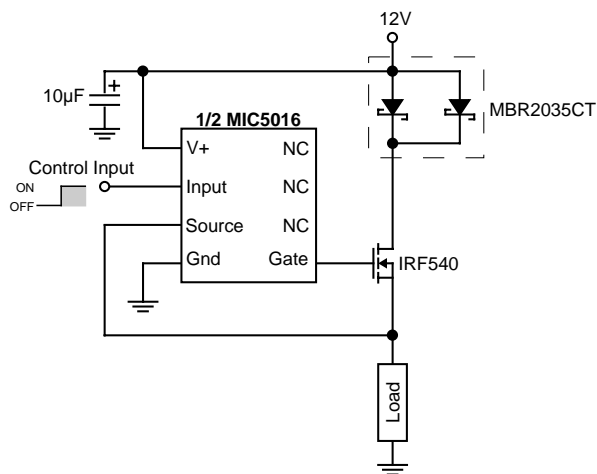 12V
10µF
+
MBR2035CT
1/2 MIC5016
V+ NC
Control Input
ON
OFF
Input NC
Source NC
Gnd Gate
IRF540
Load